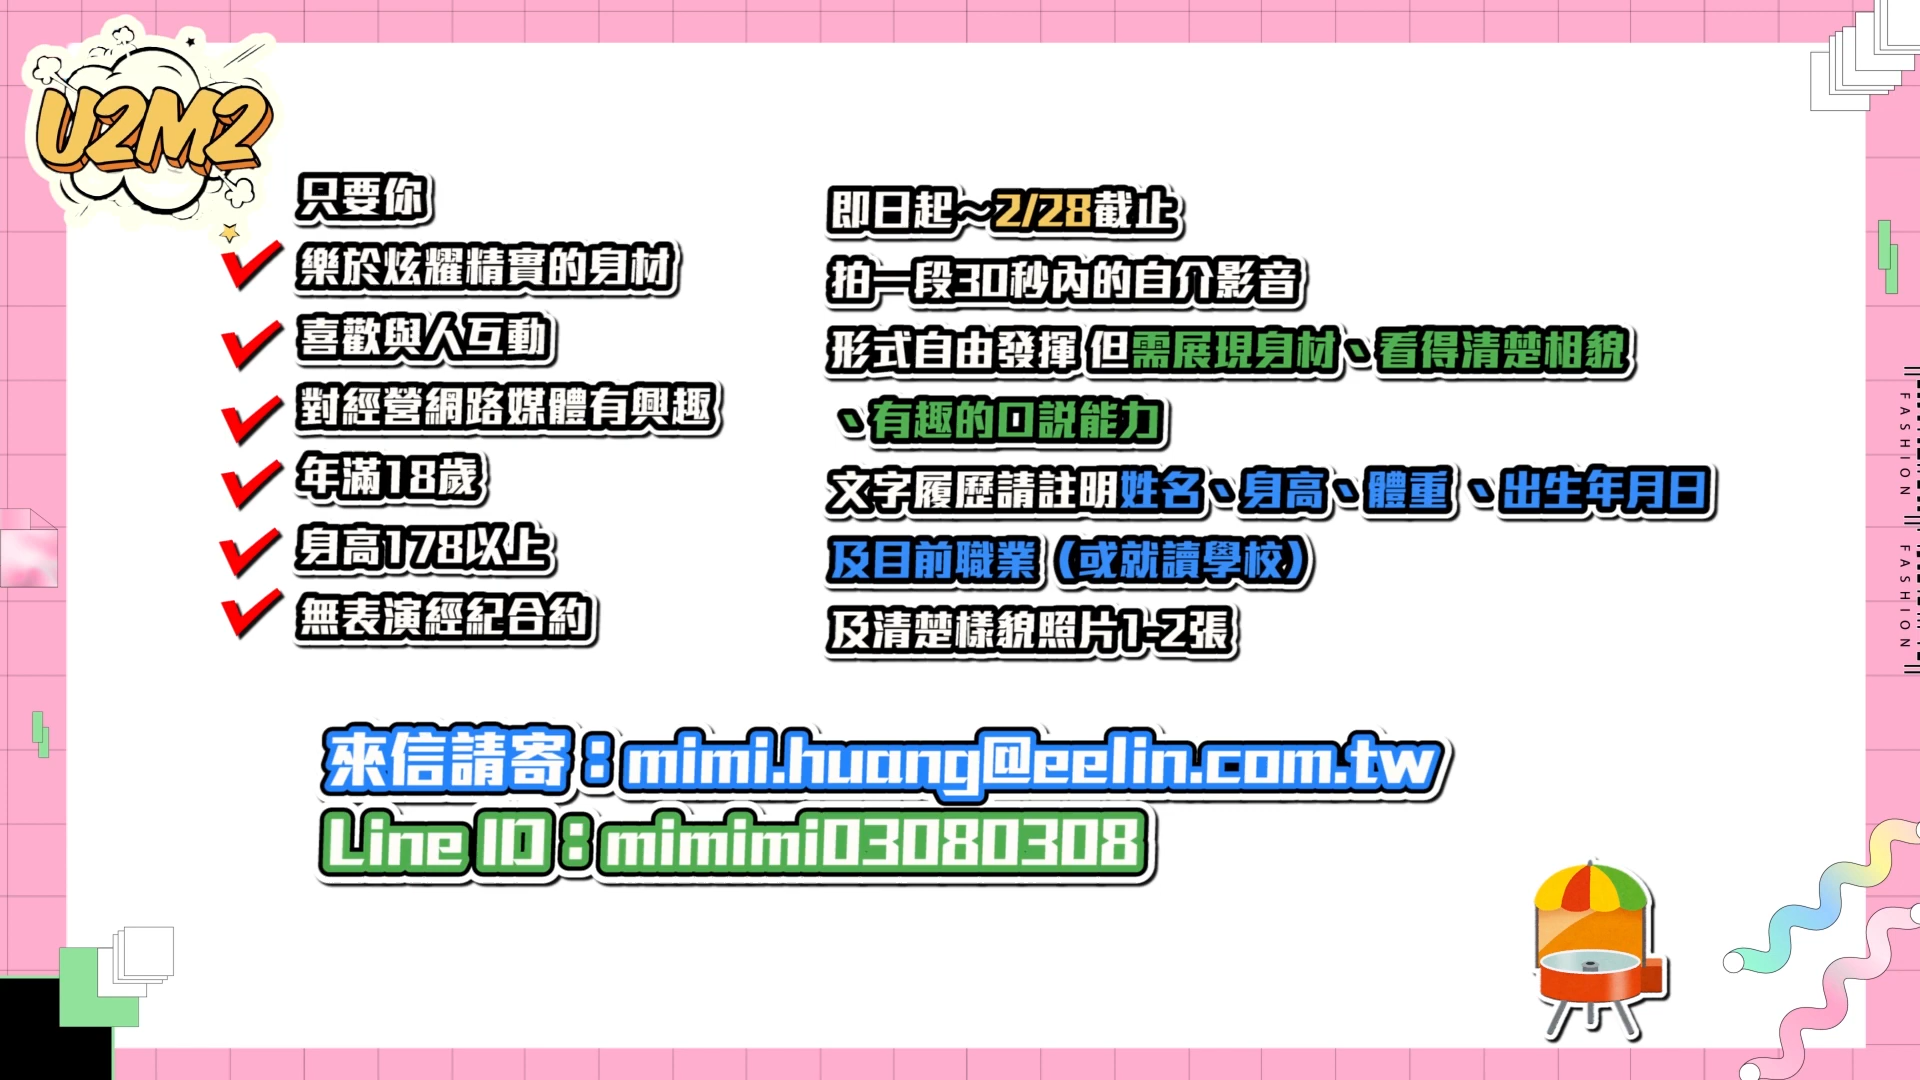 U2M2
只要你
樂於炫耀精實的身材
喜歡與人互動
對經營網路媒體有興趣
年滿18歲
身高178以上
無表演經紀合約
即日起～2/28截止
拍一段30秒內的自介影音
形式自由發揮 但需展現身材、看得清楚相貌
、有趣的口說能力
文字履歷請註明姓名、身高、體重、出生年月日
及目前職業（或就讀學校）
及清楚樣貌照片1-2張
來信請寄：mimi.huang@eelin.com.tw
Line ID：mimimi03080308
FASHION
FASHION